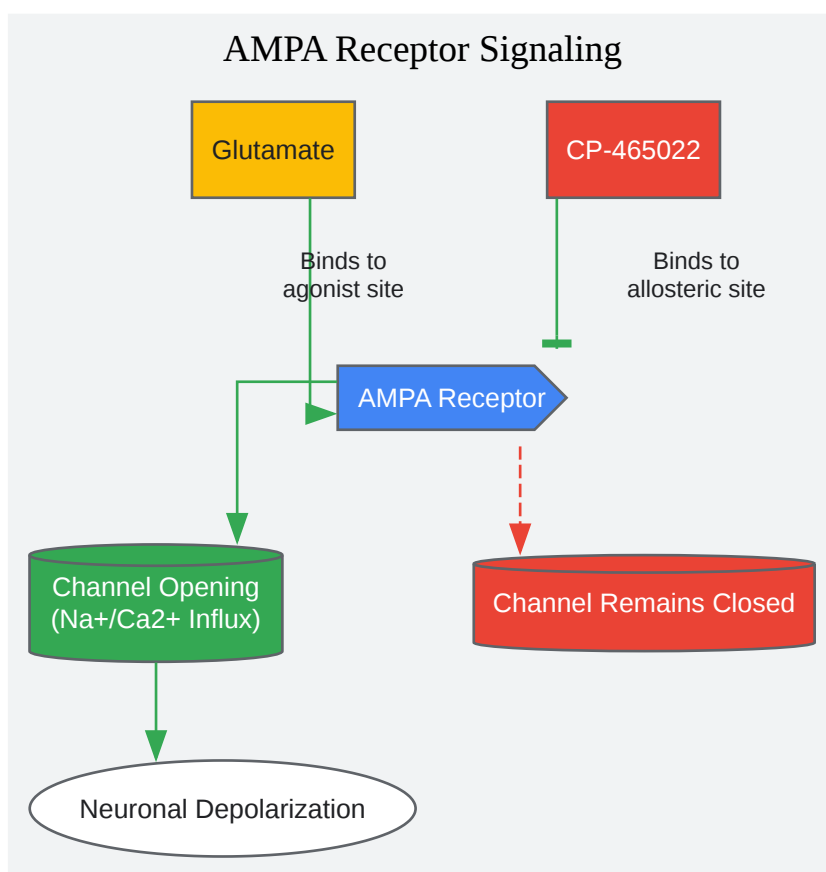 AMPA Receptor Signaling
Glutamate
CP-465022
Binds to
agonist site
Binds to
allosteric site
AMPA Receptor
Channel Opening
(Na+/Ca2+ Influx)
Channel Remains Closed
Neuronal Depolarization